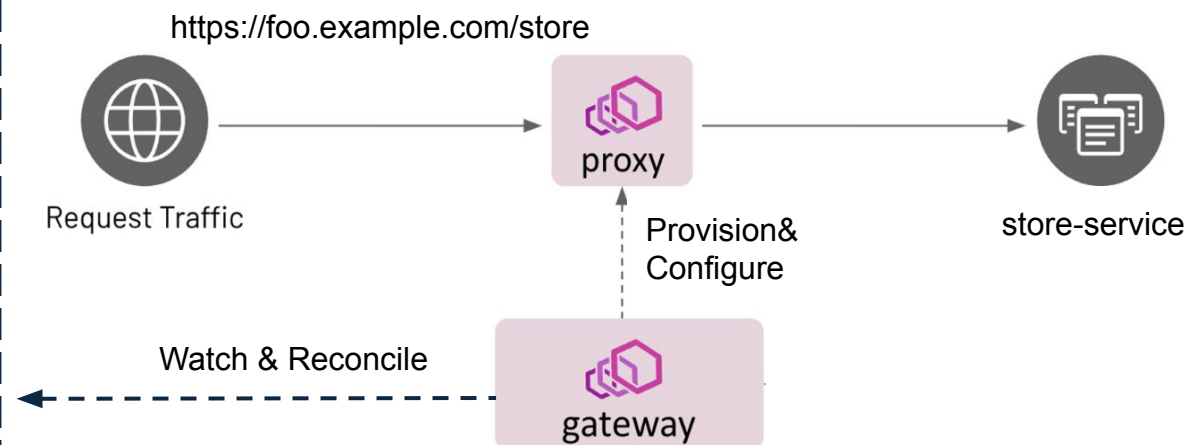 https://foo.example.com/store
proxy
Request Traffic
store-service
Provision&
Configure
Watch & Reconcile
gateway